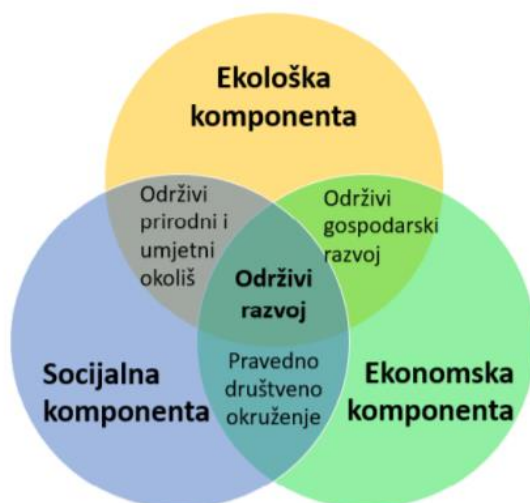 Ekološka
komponenta
Održivi
prirodni i
umjetni
okoliš
Održivi
gospodarski
razvoj
Održivi
razvoj
Socijalna
komponenta
Pravedno
društveno
okruženje
Ekonomska
komponenta